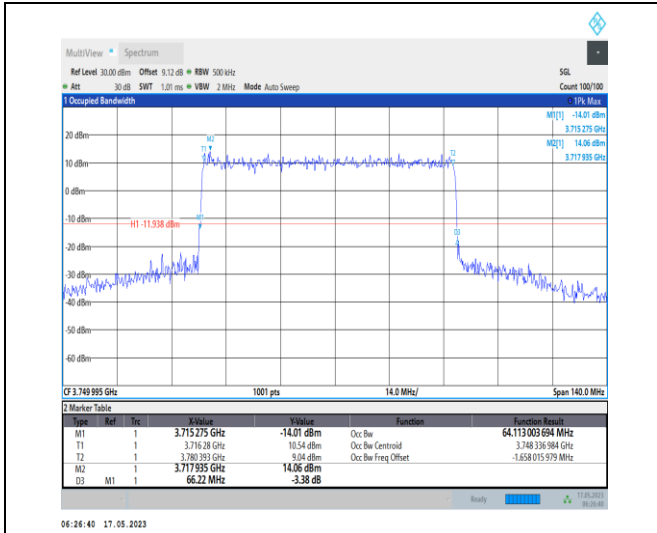 MultiView Spectrum
Ref Level 30.00 dBm Offset 9.12 dB RBW 500 kHz SGL
Att 30 dB SWT 1.01 ms VBW 2 MHz Mode Auto Sweep Count 100/100
1 Occupied Bandwidth 1Pk Max
M1[1] -14.01 dBm
3.715 275 GHz
M2[1] 14.06 dBm
3.717 935 GHz
20 dBm
M2
T1
T2
10 dBm
0 dBm
-10 dBm
M1
H1 -11.938 dBm
D3
-20 dBm
-30 dBm
-40 dBm
-50 dBm
-60 dBm
CF 3.749 995 GHz 1001 pts 14.0 MHz/ Span 140.0 MHz
2 Marker Table
Type Ref Trc X-Value Y-Value Function Function Result
M1 1 3.715 275 GHz -14.01 dBm Occ Bw 64.113 003 694 MHz
T1 1 3.716 28 GHz 10.54 dBm Occ Bw Centroid 3.748 336 984 GHz
T2 1 3.780 393 GHz 9.04 dBm Occ Bw Freq Offset -1.658 015 979 MHz
M2 1 3.717 935 GHz 14.06 dBm
D3 M1 1 66.22 MHz -3.38 dB
Ready 17.05.2023
06:26:40
06:26:40 17.05.2023